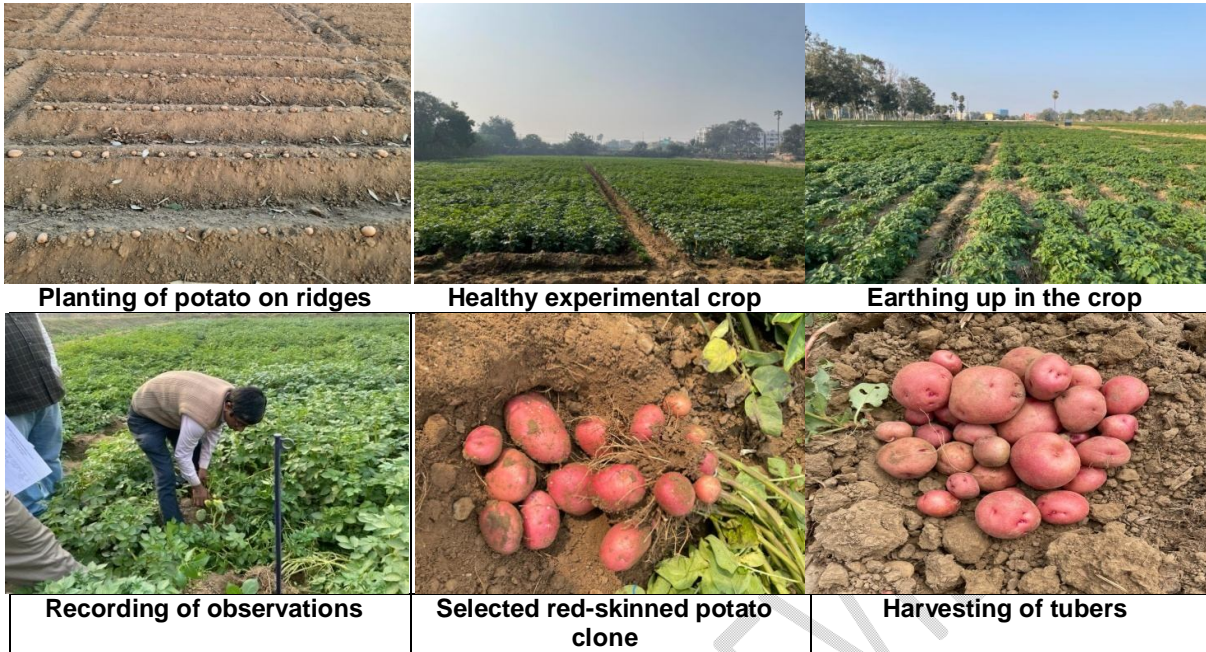 Planting of potato on ridges
Healthy experimental crop
Earthing up in the crop
Recording of observations
Selected red-skinned potato
clone
Harvesting of tubers